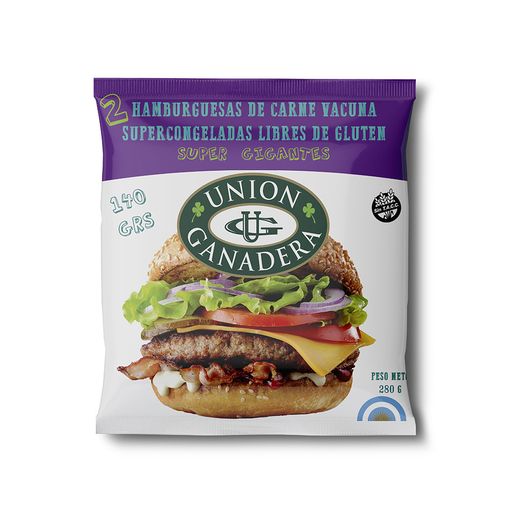 2
HAMBURGUESAS DE CARNE VACUNA
SUPERCONGELADAS LIBRES DE GLUTEN
SUPER GIGANTES
140
GRS
UNION
UG
GANADERA
Sin T.A.C.C.
PESO NETO
280 G